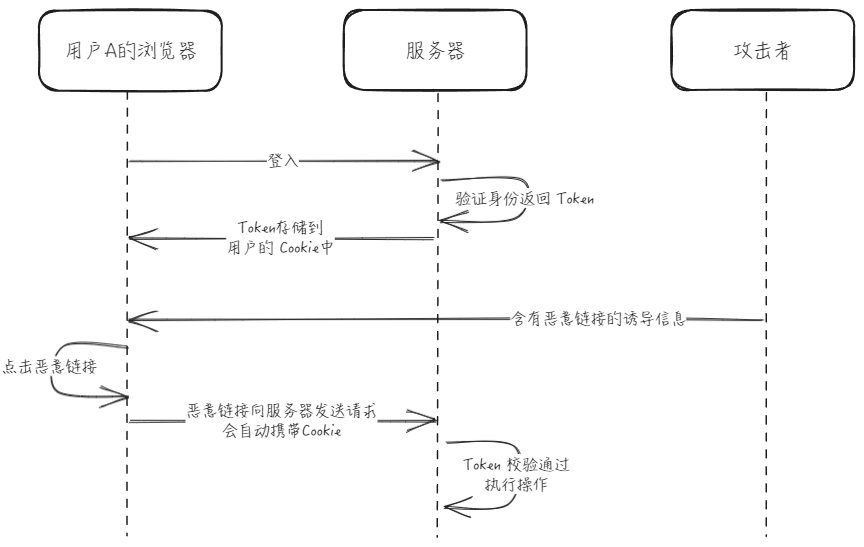 用户A的浏览器
服务器
攻击者
登入
验证身份返回 Token
Token存储到
用户的 Cookie中
含有恶意链接的诱导信息
点击恶意链接
恶意链接向服务器发送请求
会自动携带Cookie
Token 校验通过
执行操作